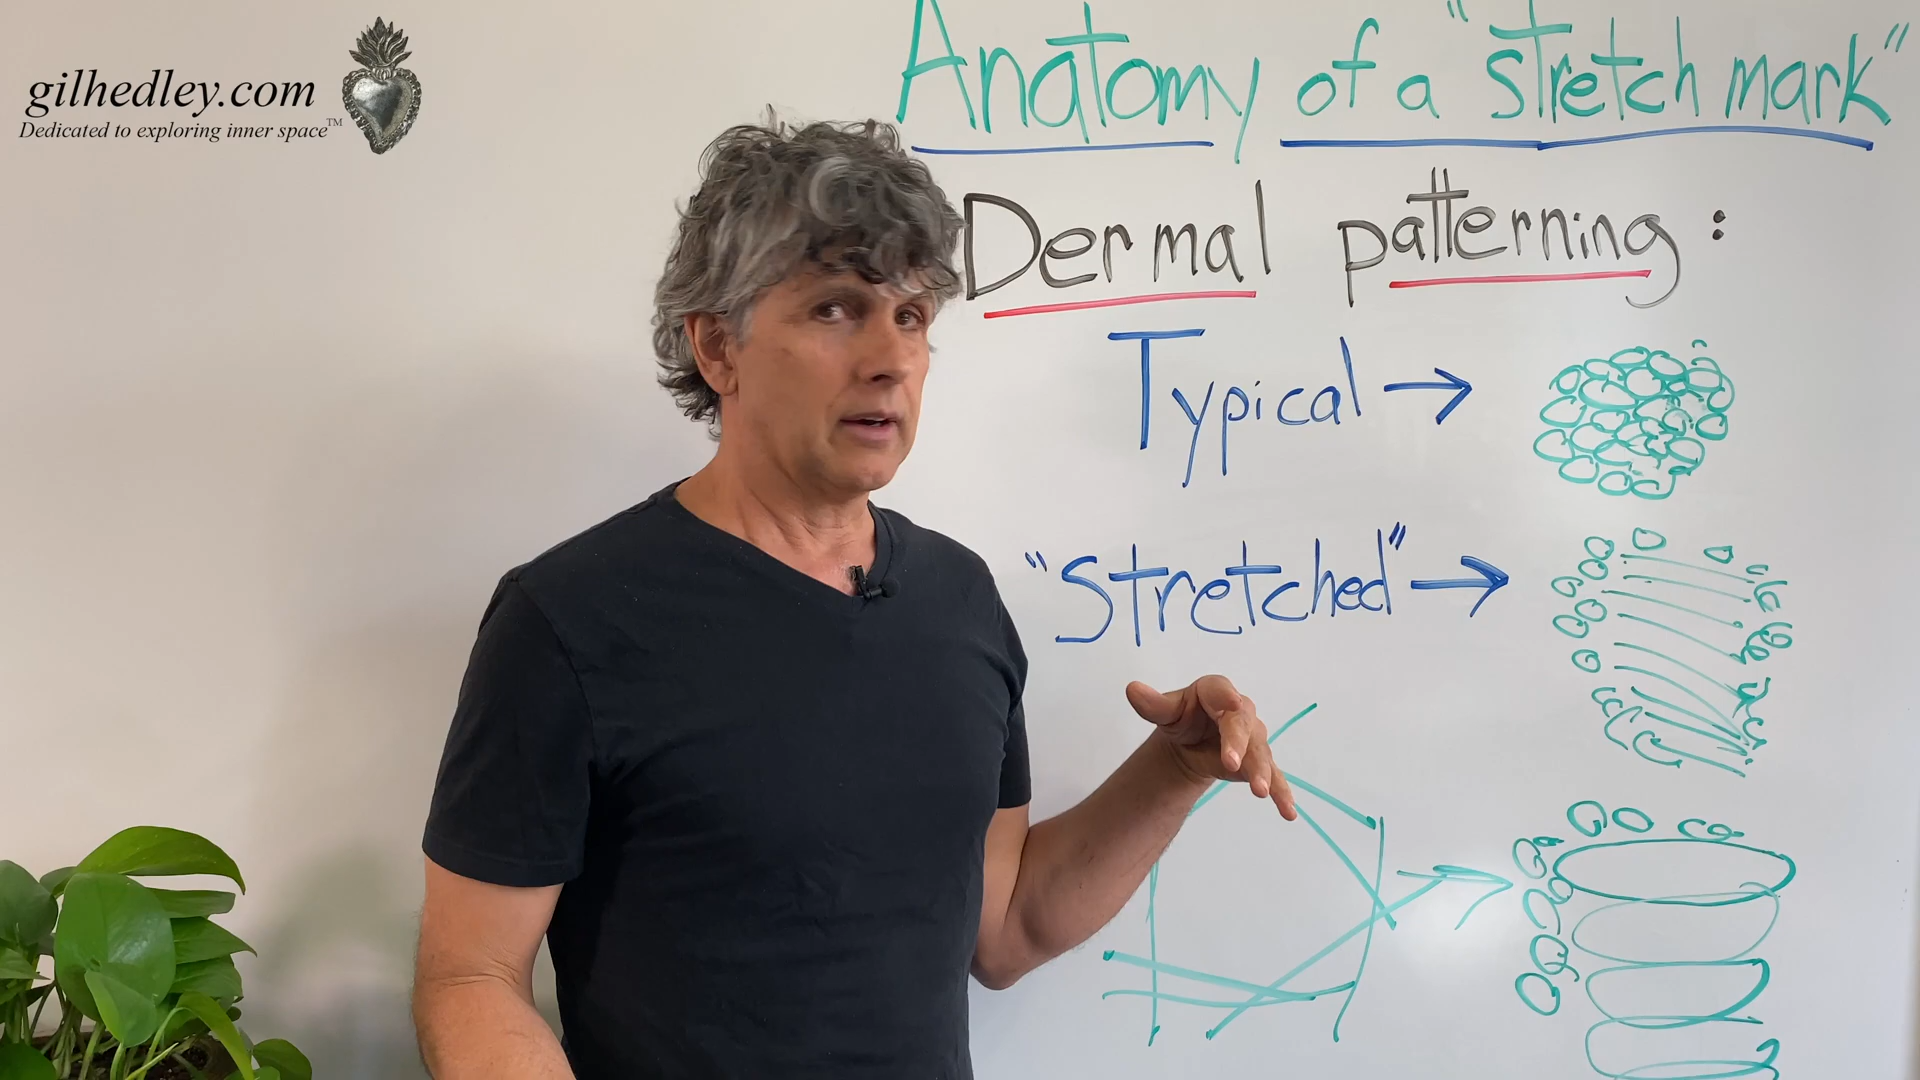 gilhedley.com
Dedicated to exploring inner space™
Anatomy of a "stretch mark"
Dermal patterning:
Typical →
"Stretched" →